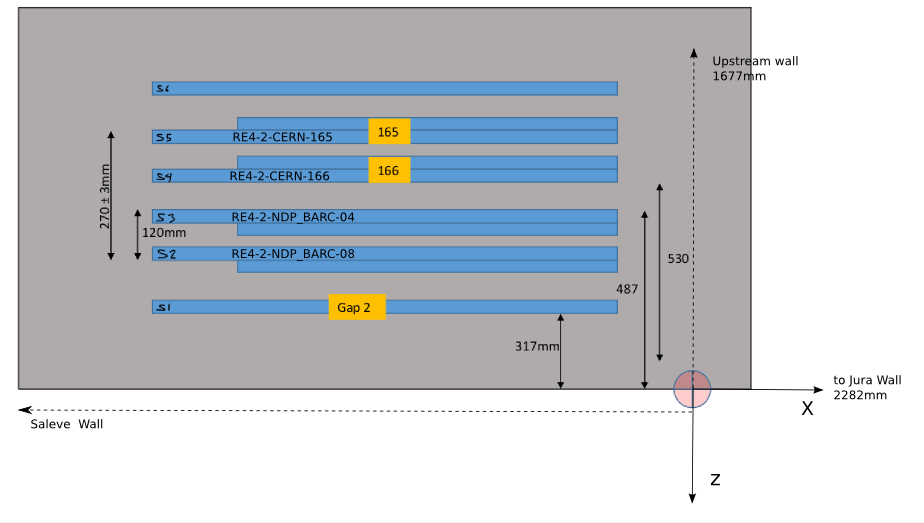 Upstream wall
1677mm
S6
165
S5
RE4-2-CERN-165
166
S4
RE4-2-CERN-166
270 ± 3mm
S3
RE4-2-NDP_BARC-04
120mm
S2
RE4-2-NDP_BARC-08
530
487
S1
Gap 2
317mm
to Jura Wall
2282mm
X
Saleve Wall
Z